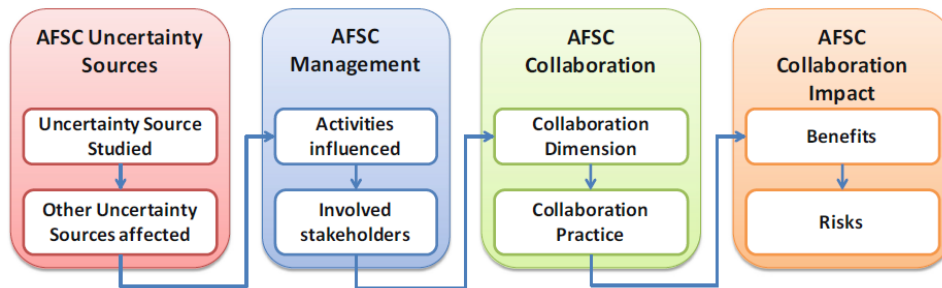 AFSC Uncertainty
Sources
Uncertainty Source
Studied
Other Uncertainty
Sources affected
AFSC
Management
Activities
influenced
Involved
stakeholders
AFSC
Collaboration
Collaboration
Dimension
Collaboration
Practice
AFSC
Collaboration
Impact
Benefits
Risks